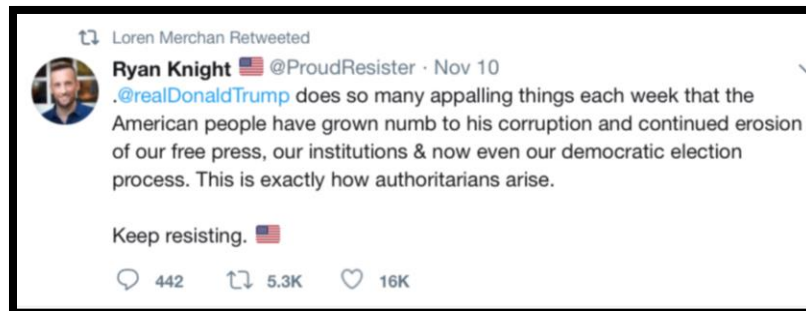 Loren Merchan Retweeted
Ryan Knight 🇺🇸 @ProudResister · Nov 10
.@realDonaldTrump does so many appalling things each week that the
American people have grown numb to his corruption and continued erosion
of our free press, our institutions & now even our democratic election
process. This is exactly how authoritarians arise.
Keep resisting. 🇺🇸
442 5.3K 16K